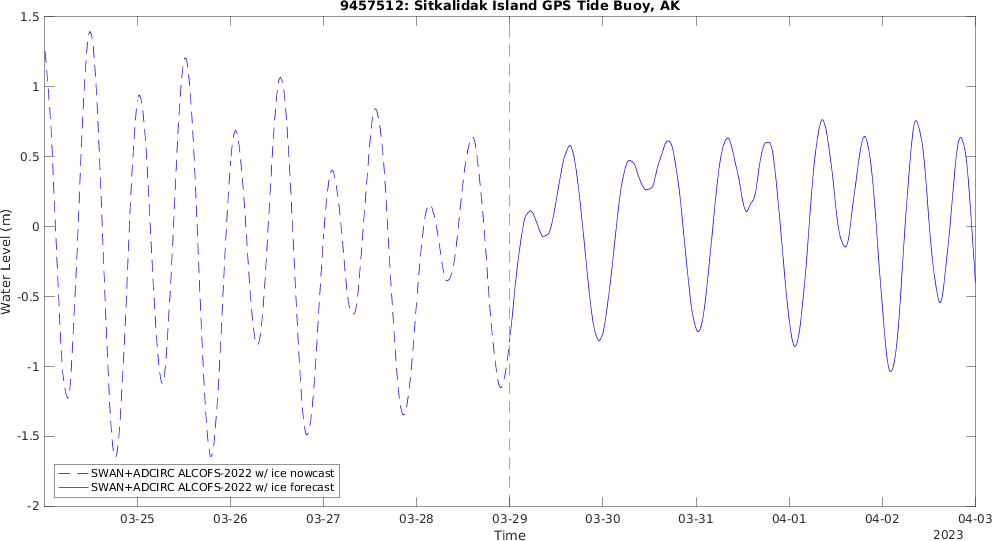 9457512: Sitkalidak Island GPS Tide Buoy, AK
1.5
1
0.5
0
-0.5
-1
-1.5
-2
Water Level (m)
SWAN+ADCIRC ALCOFS-2022 w/ ice nowcast
SWAN+ADCIRC ALCOFS-2022 w/ ice forecast
03-25 03-26 03-27 03-28 03-29 03-30 03-31 04-01 04-02 04-03
Time
2023